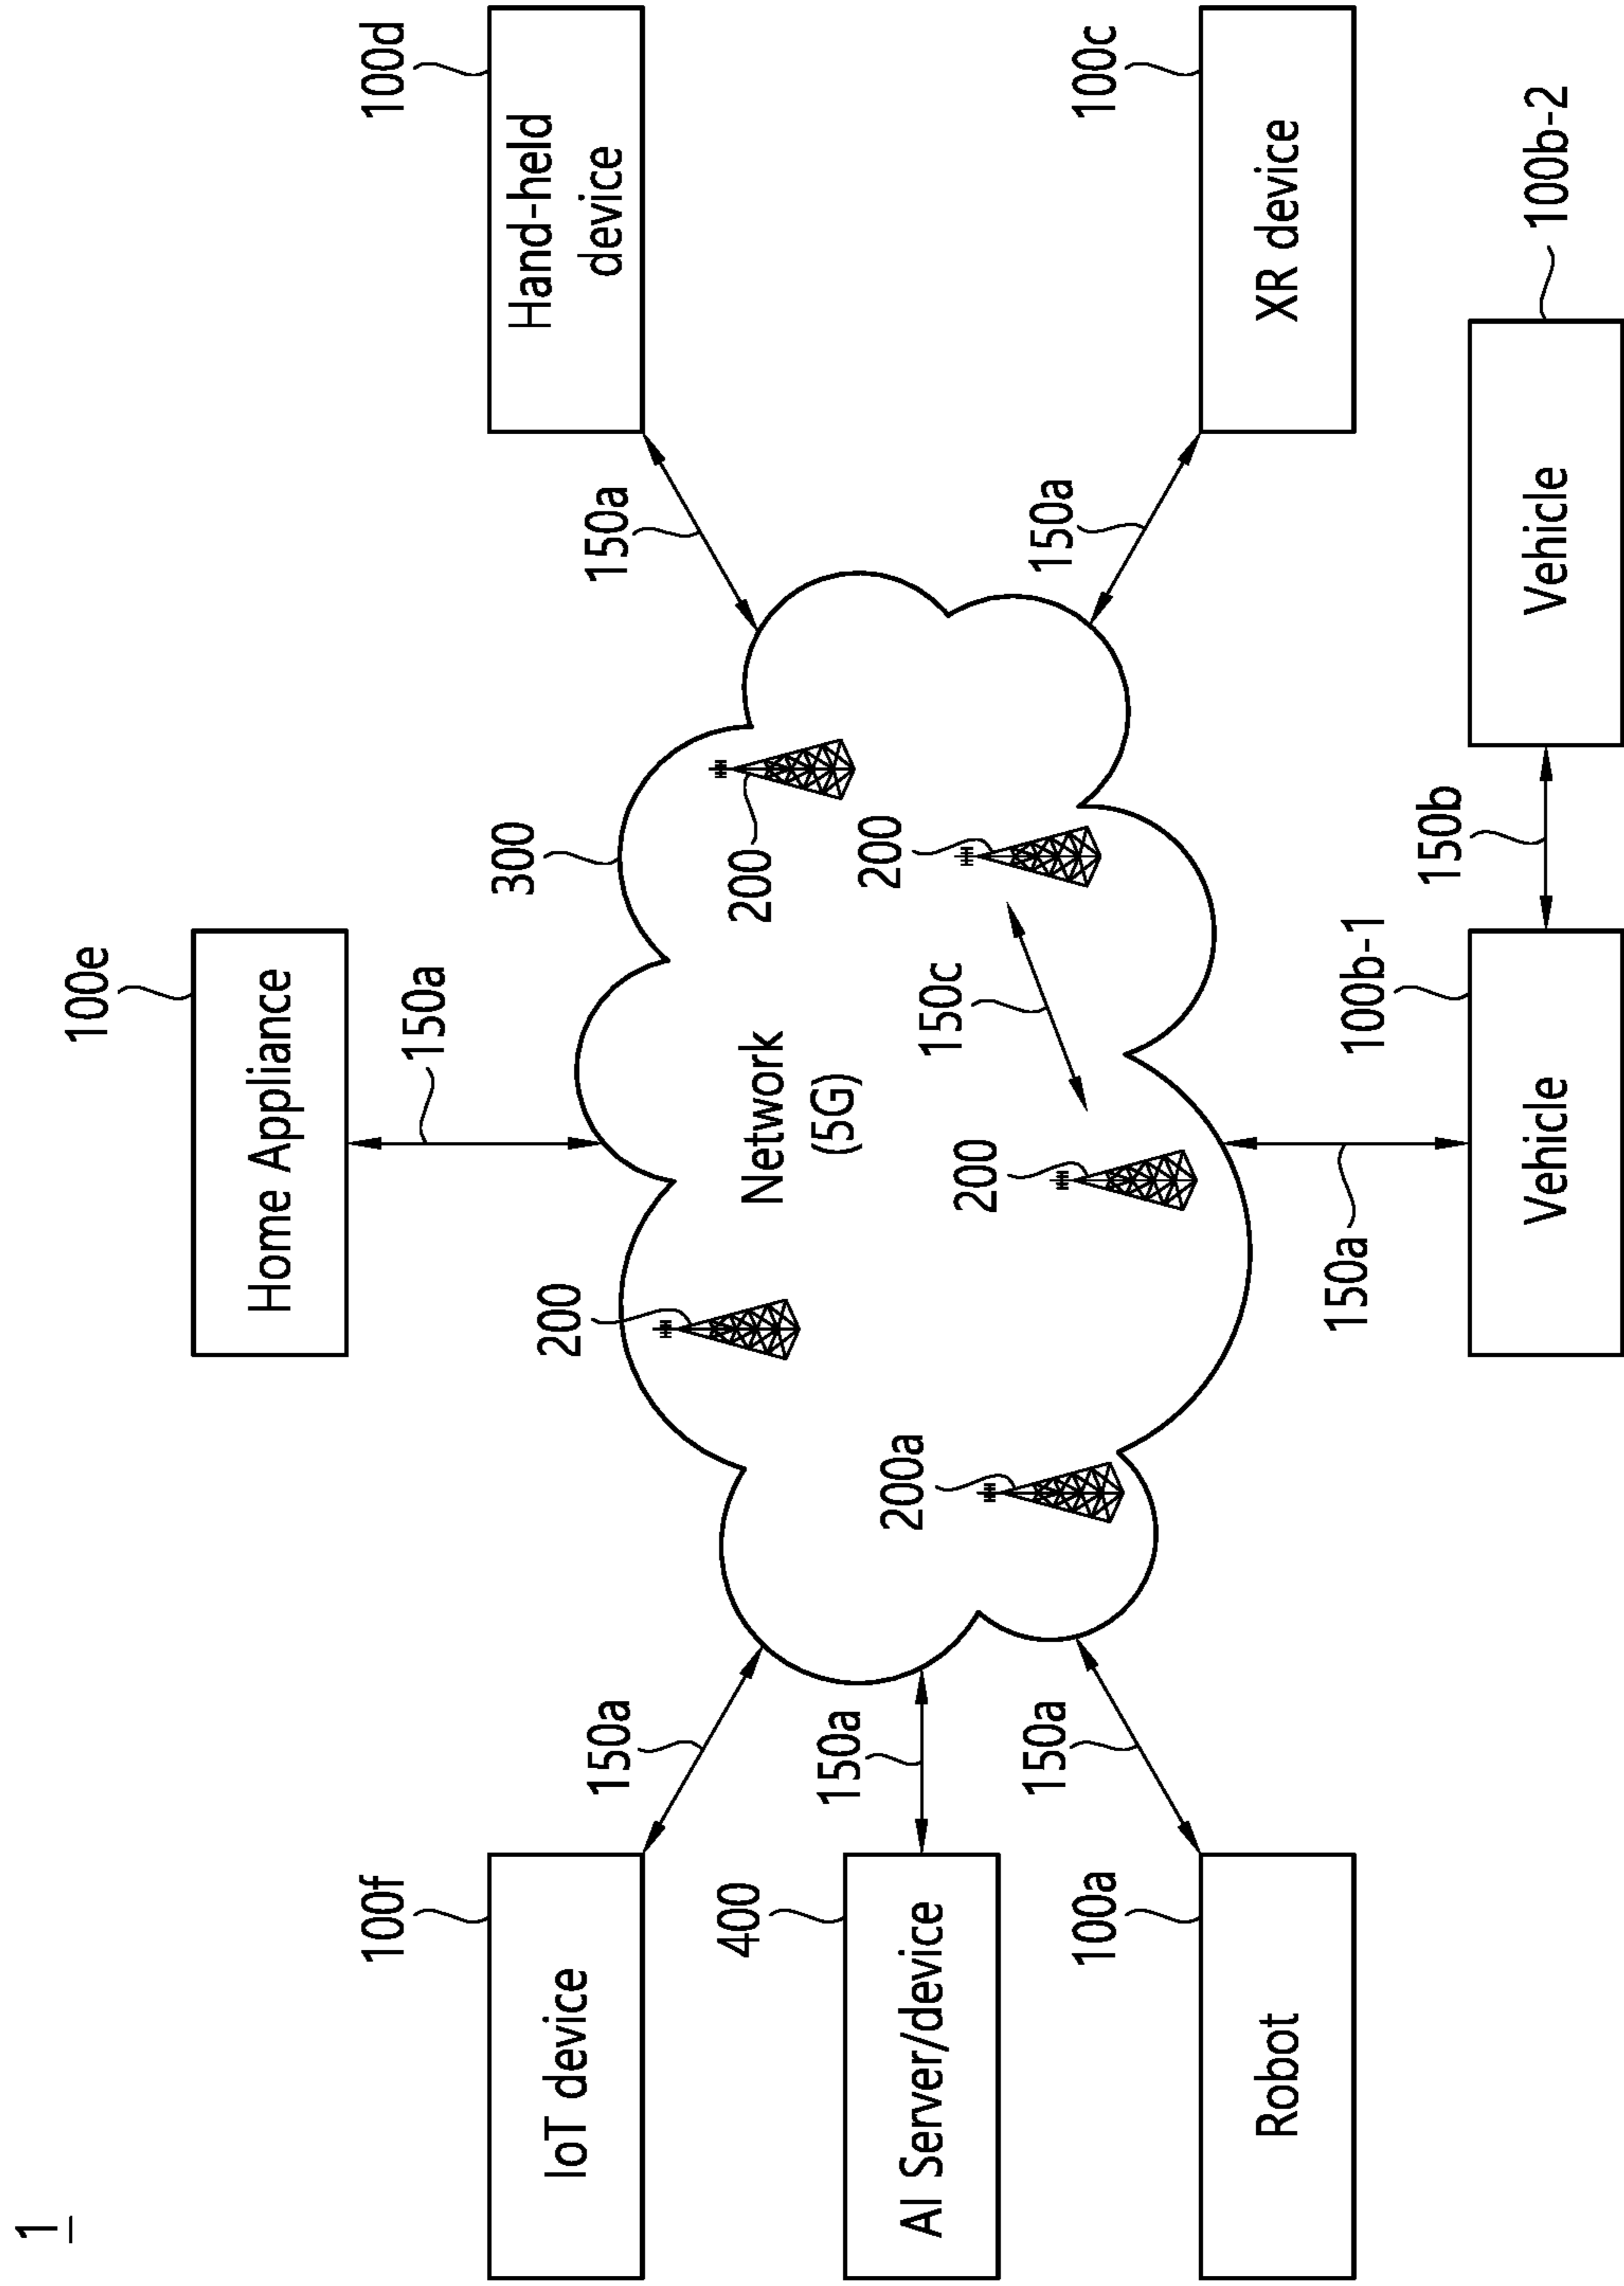 1
100e
Home Appliance
150a
100f
IoT device
150a
300
200
200
Network
(5G)
150a
100d
Hand-held
device
400
AI Server/device
150a
200a
200
150c
200
100a
Robot
150a
150a
100c
XR device
150a
100b-1
Vehicle
150b
Vehicle
100b-2